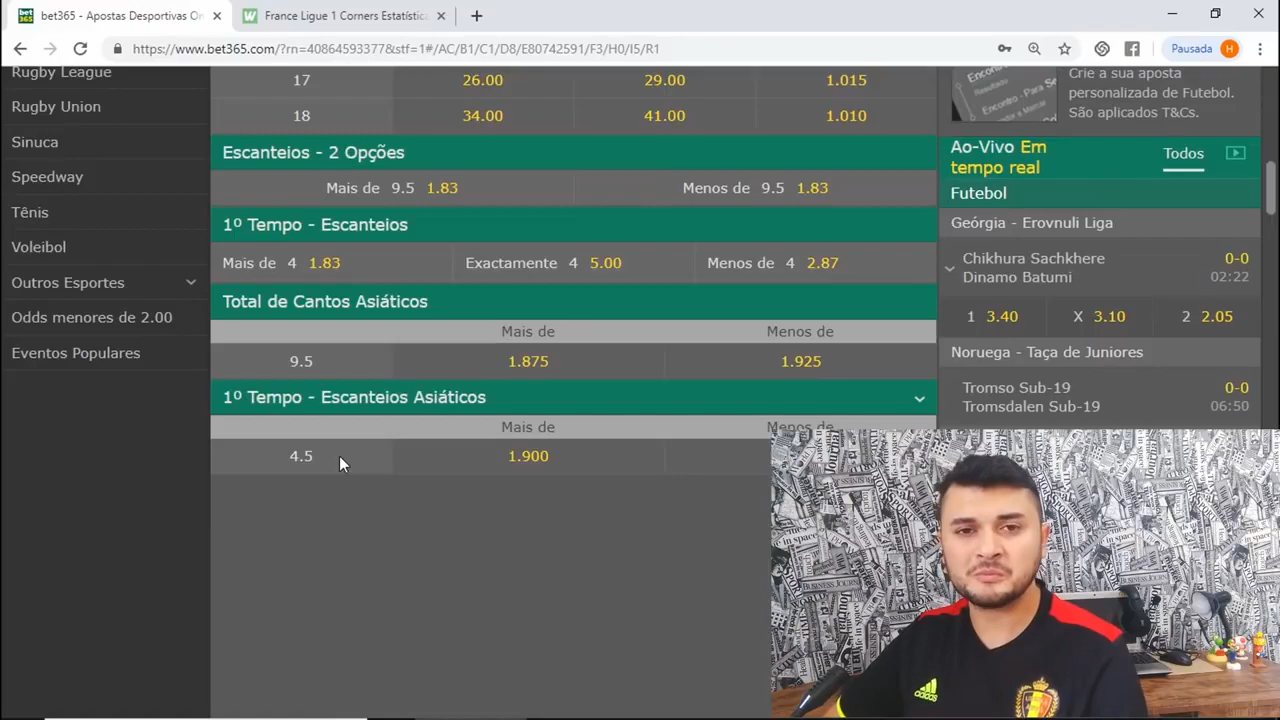 bet365 - Apostas Desportivas On
France Ligue 1 Corners Estatística
https://www.bet365.com/?rn=40864593377&stf=1#/AC/B1/C1/D8/E80742591/F3/H0/I5/R1
Pausada H
Rugby League
Rugby Union
Sinuca
Speedway
Tênis
Voleibol
Outros Esportes
Odds menores de 2.00
Eventos Populares
17 26.00 29.00 1.015
18 34.00 41.00 1.010
Escanteios - 2 Opções
Mais de 9.5 1.83 Menos de 9.5 1.83
1º Tempo - Escanteios
Mais de 4 1.83 Exactamente 4 5.00 Menos de 4 2.87
Total de Cantos Asiáticos
Mais de Menos de
9.5 1.875 1.925
1º Tempo - Escanteios Asiáticos
Mais de Menos de
4.5 1.900
Crie a sua aposta
personalizada de Futebol.
São aplicados T&Cs.
Ao-Vivo Em
tempo real
Todos
Futebol
Geórgia - Erovnuli Liga
Chikhura Sachkhere 0-0
Dinamo Batumi 02:22
1 3.40 X 3.10 2 2.05
Noruega - Taça de Juniores
Tromso Sub-19 0-0
Tromsdalen Sub-19 06:50
adidas